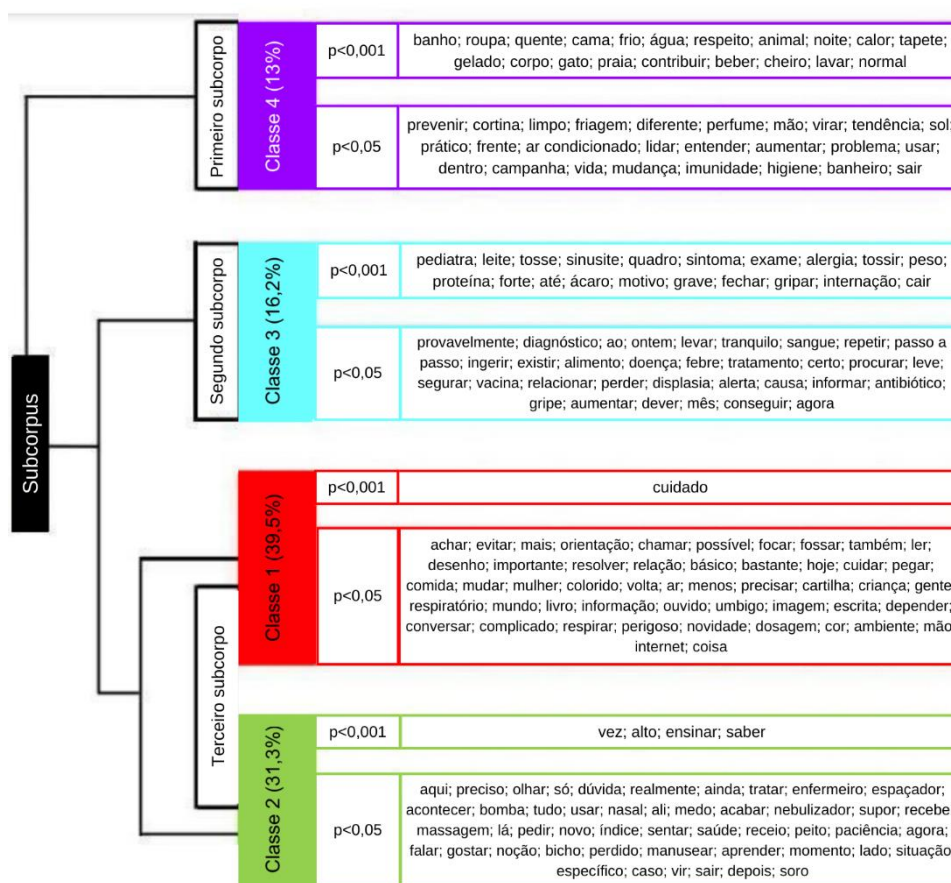 Subcorpus
Primeiro subcorpo
Classe 4 (13%)
p<0,001
banho; roupa; quente; cama; frio; água; respeito; animal; noite; calor; tapete;
gelado; corpo; gato; praia; contribuir; beber; cheiro; lavar; normal
p<0,05
prevenir; cortina; limpo; friagem; diferente; perfume; mão; virar; tendência; sol;
prático; frente; ar condicionado; lidar; entender; aumentar; problema; usar;
dentro; campanha; vida; mudança; imunidade; higiene; banheiro; sair
Segundo subcorpo
Classe 3 (16,2%)
p<0,001
pediatra; leite; tosse; sinusite; quadro; sintoma; exame; alergia; tossir; peso;
proteína; forte; até; ácaro; motivo; grave; fechar; gripar; internação; cair
p<0,05
provavelmente; diagnóstico; ao; ontem; levar; tranquilo; sangue; repetir; passo a
passo; ingerir; existir; alimento; doença; febre; tratamento; certo; procurar; leve;
segurar; vacina; relacionar; perder; displasia; alerta; causa; informar; antibiótico;
gripe; aumentar; dever; mês; conseguir; agora
Terceiro subcorpo
Classe 1 (39,5%)
p<0,001
cuidado
p<0,05
achar; evitar; mais; orientação; chamar; possível; focar; fossar; também; ler;
desenho; importante; resolver; relação; básico; bastante; hoje; cuidar; pegar;
comida; mudar; mulher; colorido; volta; ar; menos; precisar; cartilha; criança; gente
respiratório; mundo; livro; informação; ouvido; umbigo; imagem; escrita; depender;
conversar; complicado; respirar; perigoso; novidade; dosagem; cor; ambiente; mão
internet; coisa
Classe 2 (31,3%)
p<0,001
vez; alto; ensinar; saber
p<0,05
aqui; preciso; olhar; só; dúvida; realmente; ainda; tratar; enfermeiro; espaçador;
acontecer; bomba; tudo; usar; nasal; ali; medo; acabar; nebulizador; supor; recebe
massagem; lá; pedir; novo; índice; sentar; saúde; receio; peito; paciência; agora;
falar; gostar; noção; bicho; perdido; manusear; aprender; momento; lado; situação
específico; caso; vir; sair; depois; soro